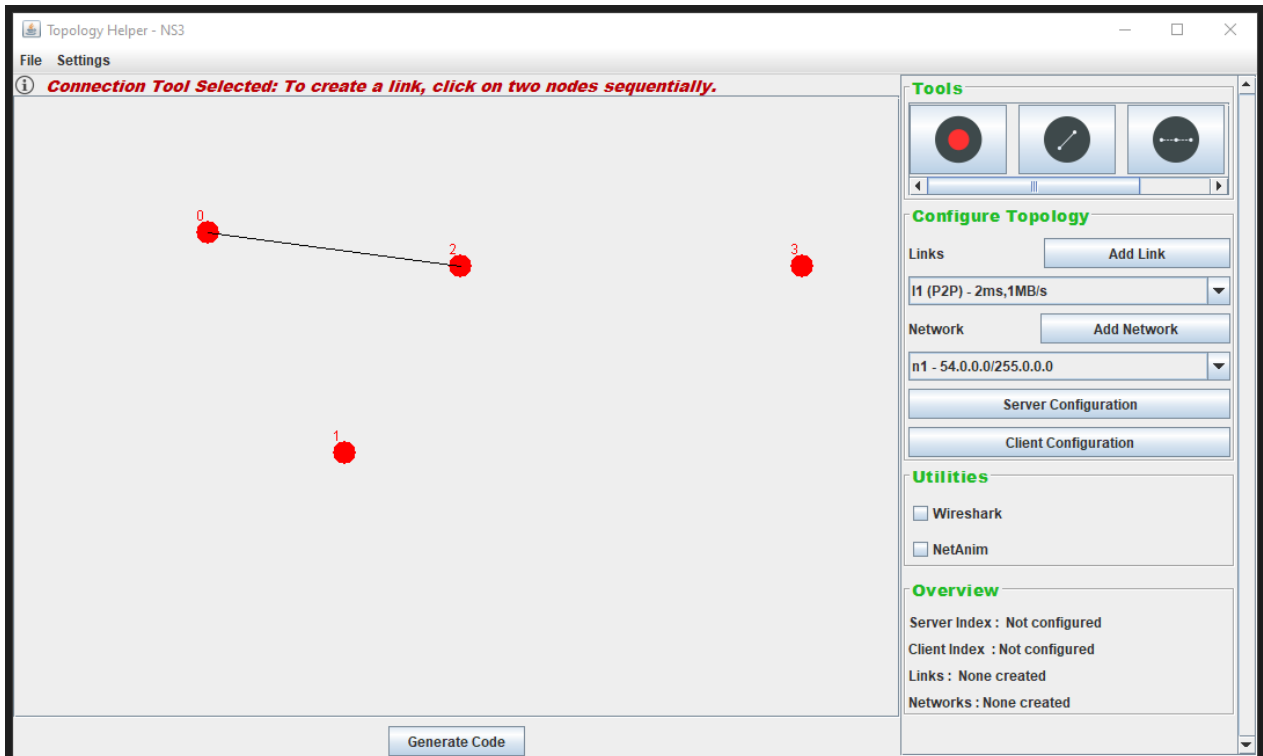 Topology Helper - NS3
File Settings
Connection Tool Selected: To create a link, click on two nodes sequentially.
Tools
0
2
3
1
Configure Topology
Links Add Link
l1 (P2P) - 2ms,1MB/s
Network Add Network
n1 - 54.0.0.0/255.0.0.0
Server Configuration
Client Configuration
Utilities
Wireshark
NetAnim
Overview
Server Index : Not configured
Client Index : Not configured
Links : None created
Networks : None created
Generate Code